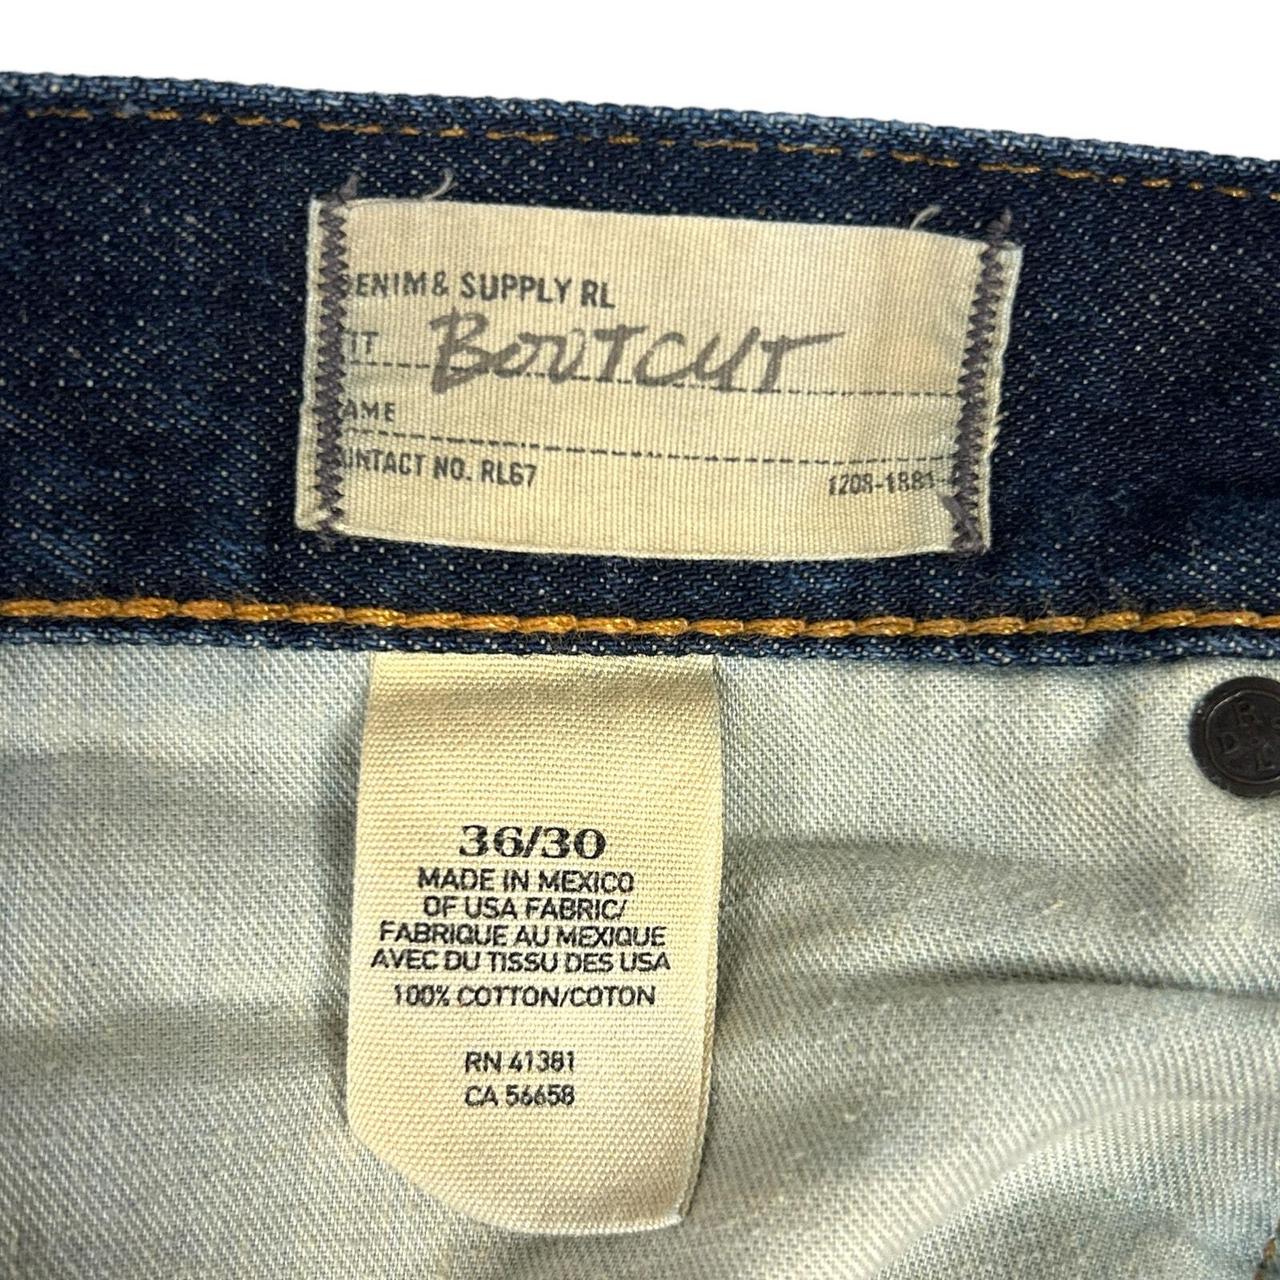 ENIM & SUPPLY RL
IT BOOTCUT
AME
ONTACT NO. RL67
1208-1881
36/30
MADE IN MEXICO
OF USA FABRIC/
FABRIQUE AU MEXIQUE
AVEC DU TISSU DES USA
100% COTTON/COTON
RN 41381
CA 56658
R
D L